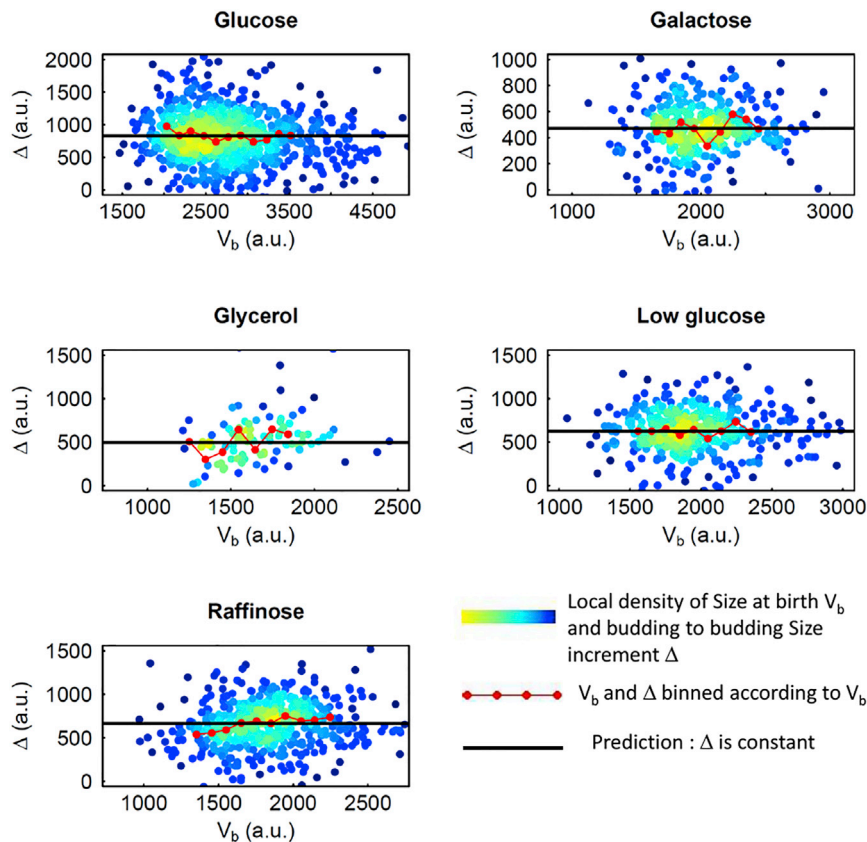 Glucose
2000
1500
1000
500
0
Δ (a.u.)
1500 2500 3500 4500
V_b (a.u.)
Galactose
1000
800
600
400
200
0
Δ (a.u.)
1000 2000 3000
V_b (a.u.)
Glycerol
1500
1000
500
0
Δ (a.u.)
1000 1500 2000 2500
V_b (a.u.)
Low glucose
1500
1000
500
0
Δ (a.u.)
1000 1500 2000 2500 3000
V_b (a.u.)
Raffinose
1500
1000
500
0
Δ (a.u.)
1000 1500 2000 2500
V_b (a.u.)
Local density of Size at birth V_b
and budding to budding Size
increment Δ
V_b and Δ binned according to V_b
Prediction : Δ is constant